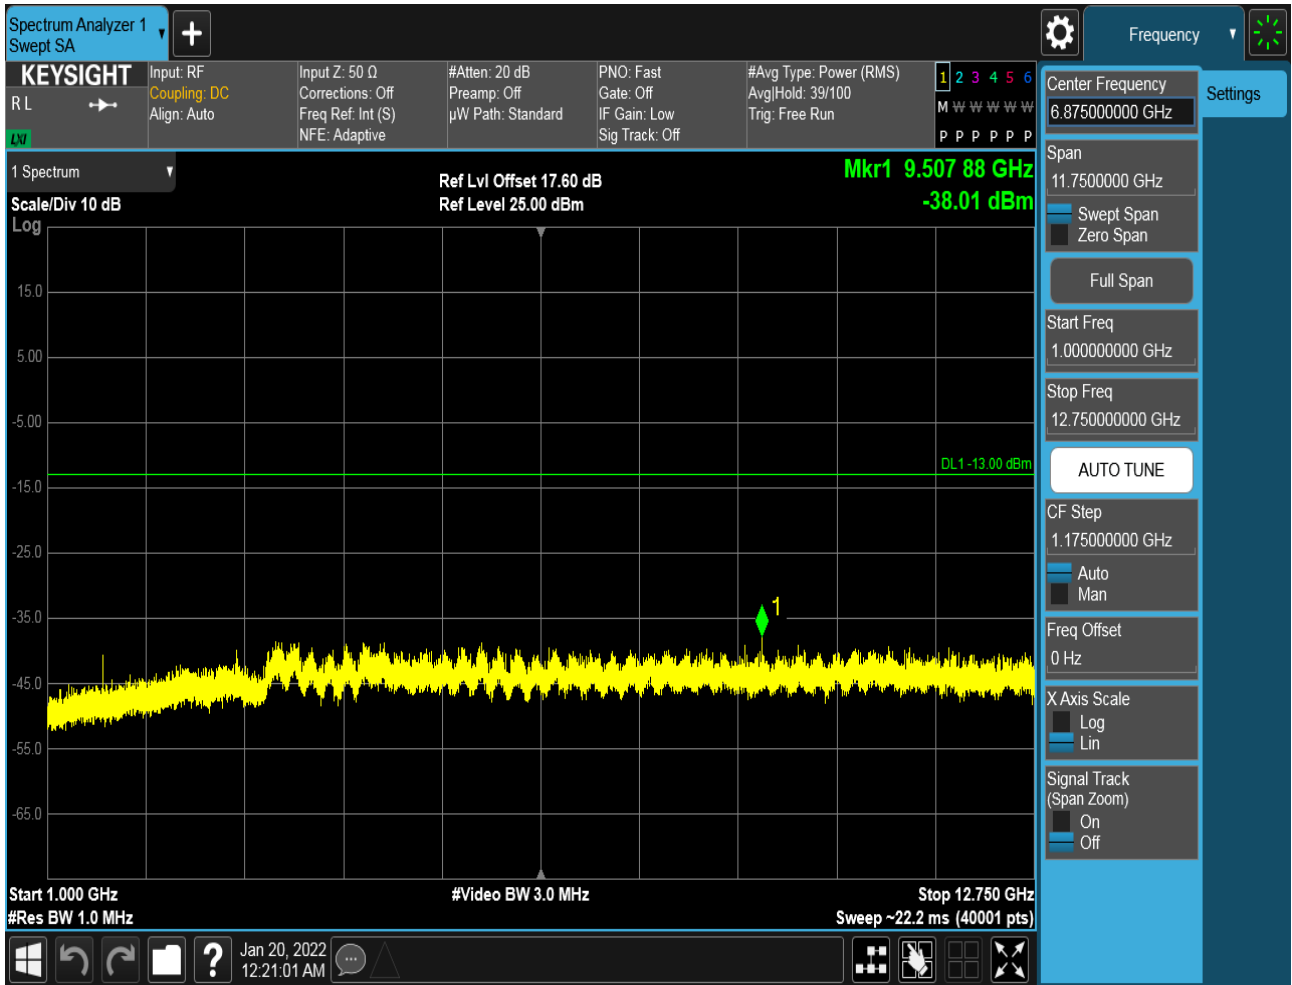 Spectrum Analyzer 1
Swept SA
Frequency
KEYSIGHT
R L
LXI
Input: RF
Coupling: DC
Align: Auto
Input Z: 50 Ω
Corrections: Off
Freq Ref: Int (S)
NFE: Adaptive
#Atten: 20 dB
Preamp: Off
µW Path: Standard
PNO: Fast
Gate: Off
IF Gain: Low
Sig Track: Off
#Avg Type: Power (RMS)
Avg|Hold: 39/100
Trig: Free Run
1 2 3 4 5 6
M W W W W W
P P P P P P
1 Spectrum
Scale/Div 10 dB
Log
Ref Lvl Offset 17.60 dB
Ref Level 25.00 dBm
Mkr1 9.507 88 GHz
-38.01 dBm
15.0
5.00
-5.00
DL1 -13.00 dBm
-15.0
-25.0
-35.0
1
-45.0
-55.0
-65.0
Start 1.000 GHz
#Res BW 1.0 MHz
#Video BW 3.0 MHz
Stop 12.750 GHz
Sweep ~22.2 ms (40001 pts)
Jan 20, 2022
12:21:01 AM
Settings
Center Frequency
6.875000000 GHz
Span
11.7500000 GHz
Swept Span
Zero Span
Full Span
Start Freq
1.000000000 GHz
Stop Freq
12.750000000 GHz
AUTO TUNE
CF Step
1.175000000 GHz
Auto
Man
Freq Offset
0 Hz
X Axis Scale
Log
Lin
Signal Track
(Span Zoom)
On
Off